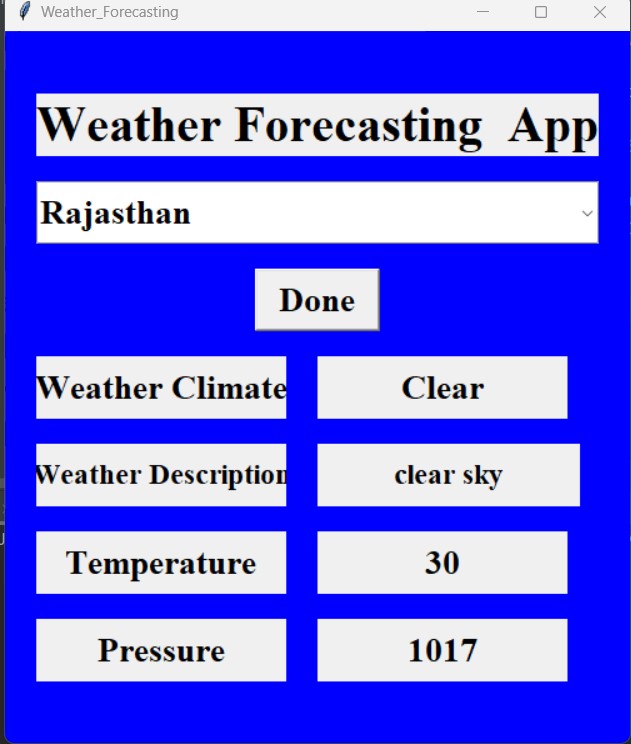 Weather_Forecasting
Weather Forecasting  App
Rajasthan
Done
Weather Climate
Clear
Weather Description
clear sky
Temperature
30
Pressure
1017